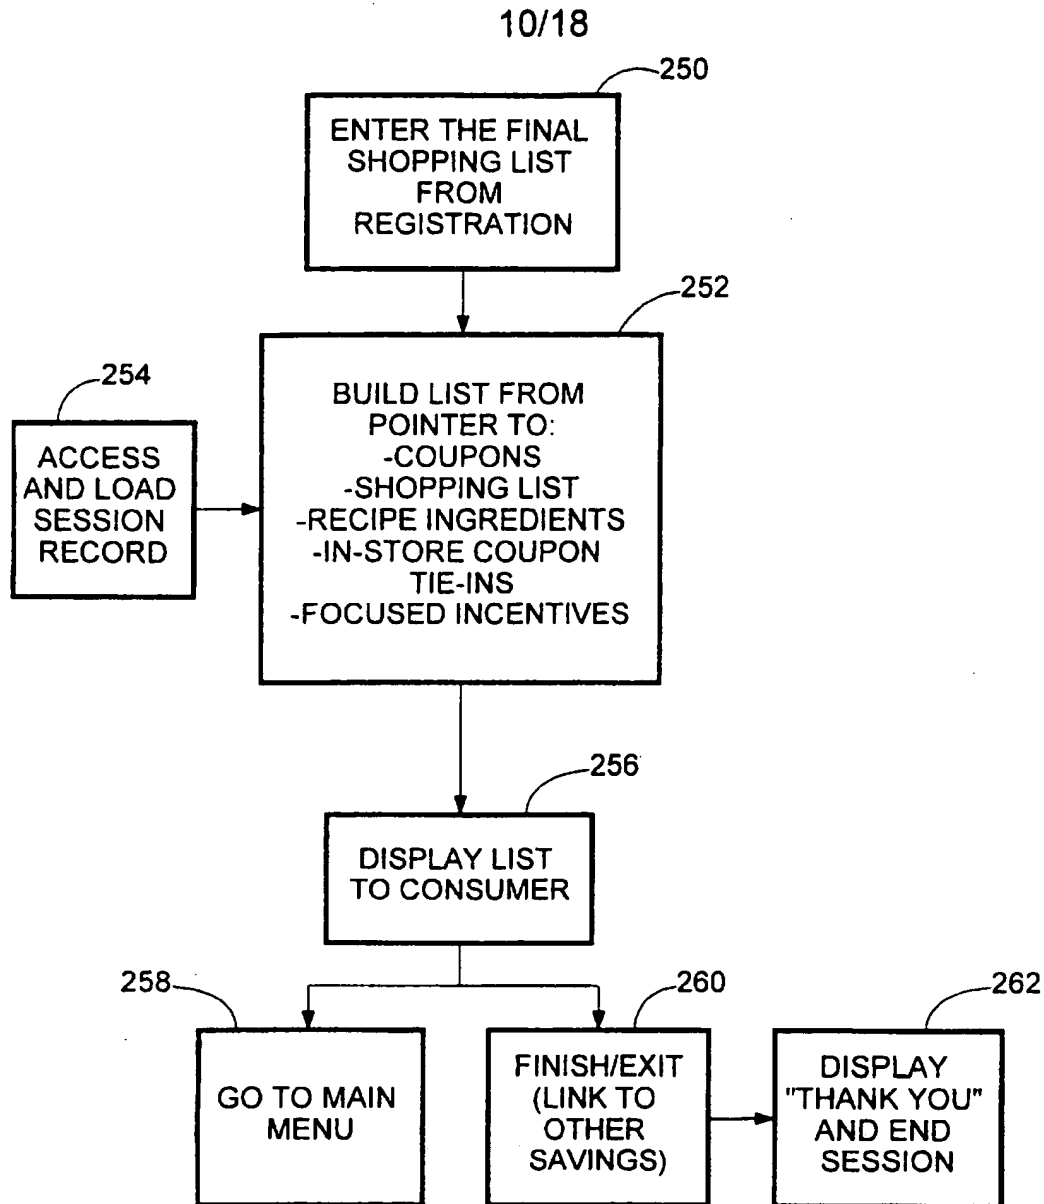 10/18
250
ENTER THE FINAL
SHOPPING LIST
FROM
REGISTRATION
252
BUILD LIST FROM
POINTER TO:
-COUPONS
-SHOPPING LIST
-RECIPE INGREDIENTS
-IN-STORE COUPON
TIE-INS
-FOCUSED INCENTIVES
254
ACCESS
AND LOAD
SESSION
RECORD
256
DISPLAY LIST
TO CONSUMER
258
GO TO MAIN
MENU
260
FINISH/EXIT
(LINK TO
OTHER
SAVINGS)
262
DISPLAY
"THANK YOU"
AND END
SESSION